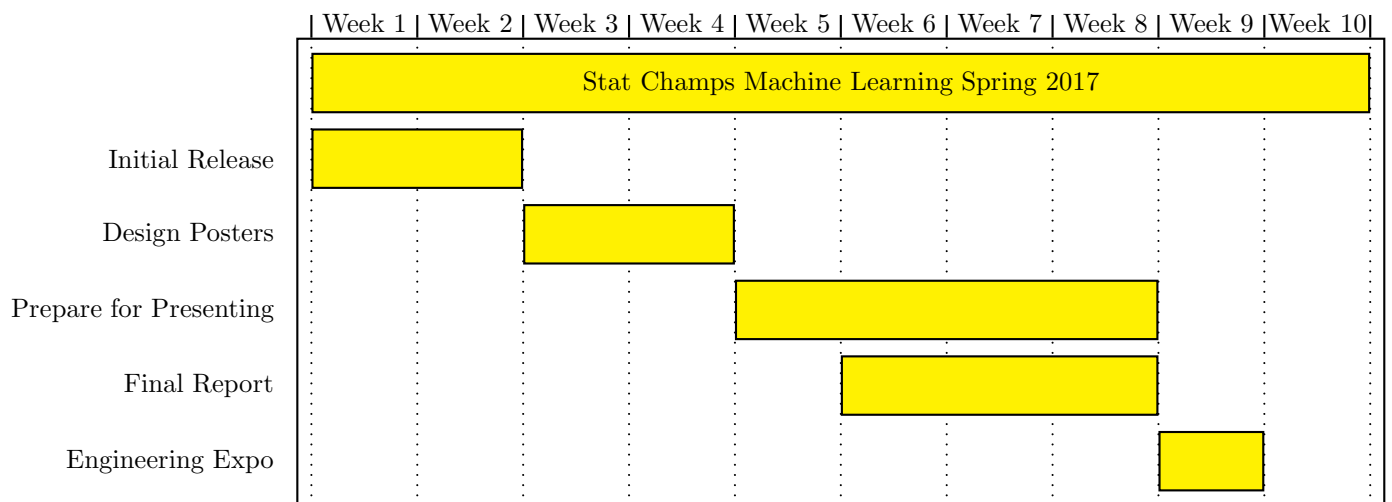 Week 1 Week 2 Week 3 Week 4 Week 5 Week 6 Week 7 Week 8 Week 9 Week 10
Stat Champs Machine Learning Spring 2017
Initial Release
Design Posters
Prepare for Presenting
Final Report
Engineering Expo